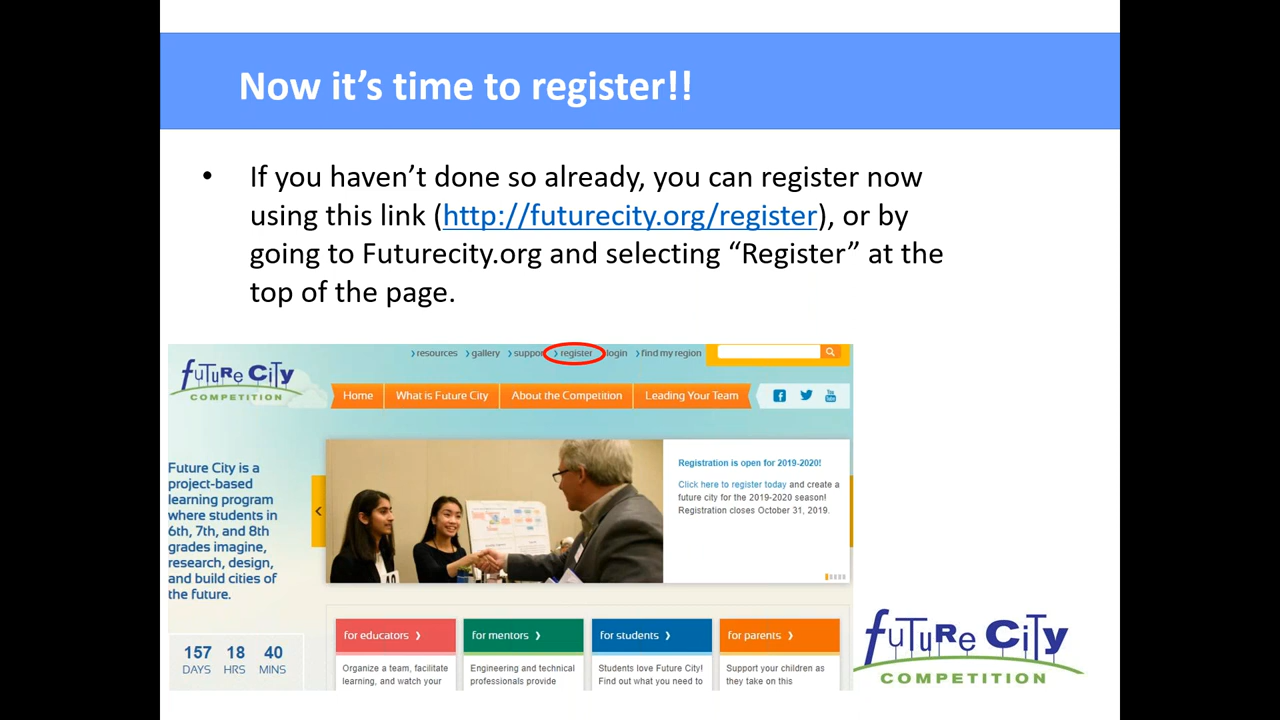 Now it's time to register!!
• If you haven't done so already, you can register now
using this link (http://futurecity.org/register), or by
going to Futurecity.org and selecting “Register” at the
top of the page.
›resources ›gallery ›support ›register login ›find my region
FUTURE CITY
COMPETITION
Home What is Future City About the Competition Leading Your Team
You Tube
Future City is a
project-based
learning program
where students in
6th, 7th, and 8th
grades imagine,
research, design,
and build cities of
the future.
Registration is open for 2019-2020!
Click here to register today and create a
future city for the 2019-2020 season!
Registration closes October 31, 2019.
157 18 40
DAYS HRS MINS
for educators ›
Organize a team, facilitate
learning, and watch your
for mentors ›
Engineering and technical
professionals provide
for students ›
Students love Future City!
Find out what you need to
for parents ›
Support your children as
they take on this
FUTURE CITY
COMPETITION